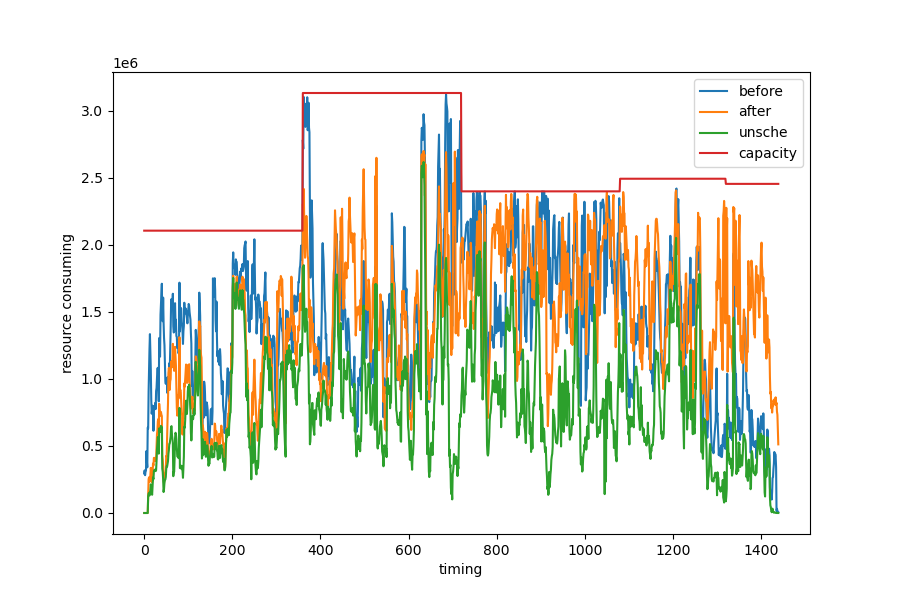 1e6
3.0
2.5
2.0
1.5
1.0
0.5
0.0
resource consuming
before
after
unsche
capacity
0 200 400 600 800 1000 1200 1400
timing